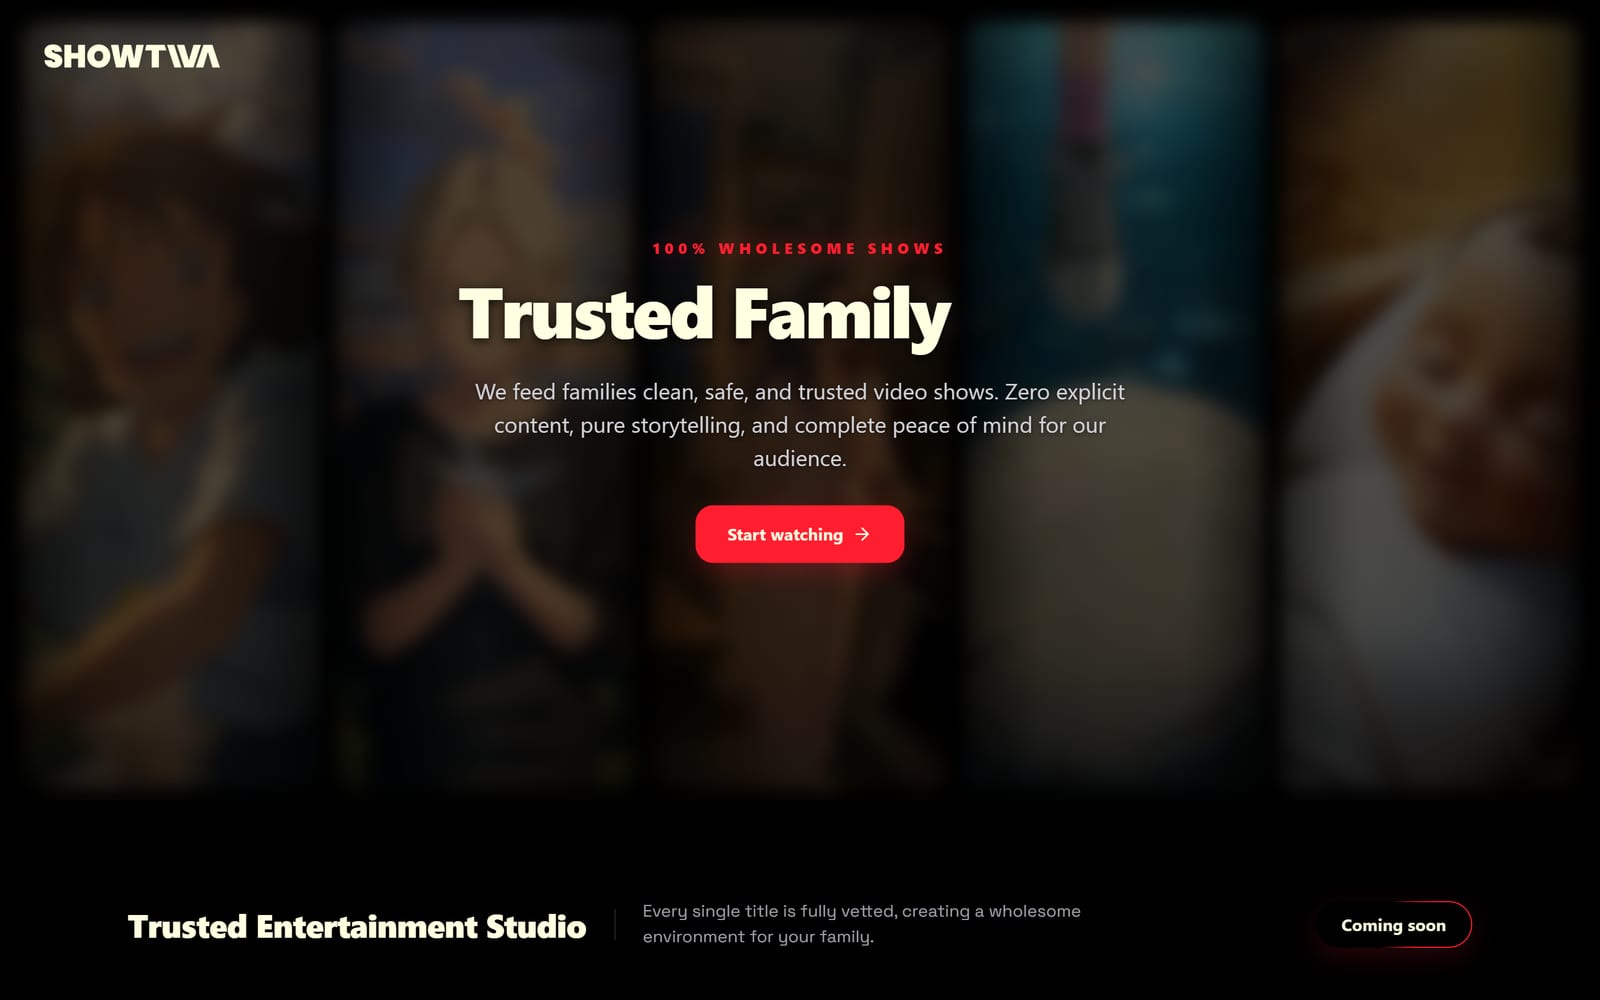 SHOWTIVA
100% WHOLESOME SHOWS
Trusted Family
We feed families clean, safe, and trusted video shows. Zero explicit
content, pure storytelling, and complete peace of mind for our
audience.
Start watching →
Trusted Entertainment Studio
Every single title is fully vetted, creating a wholesome
environment for your family.
Coming soon